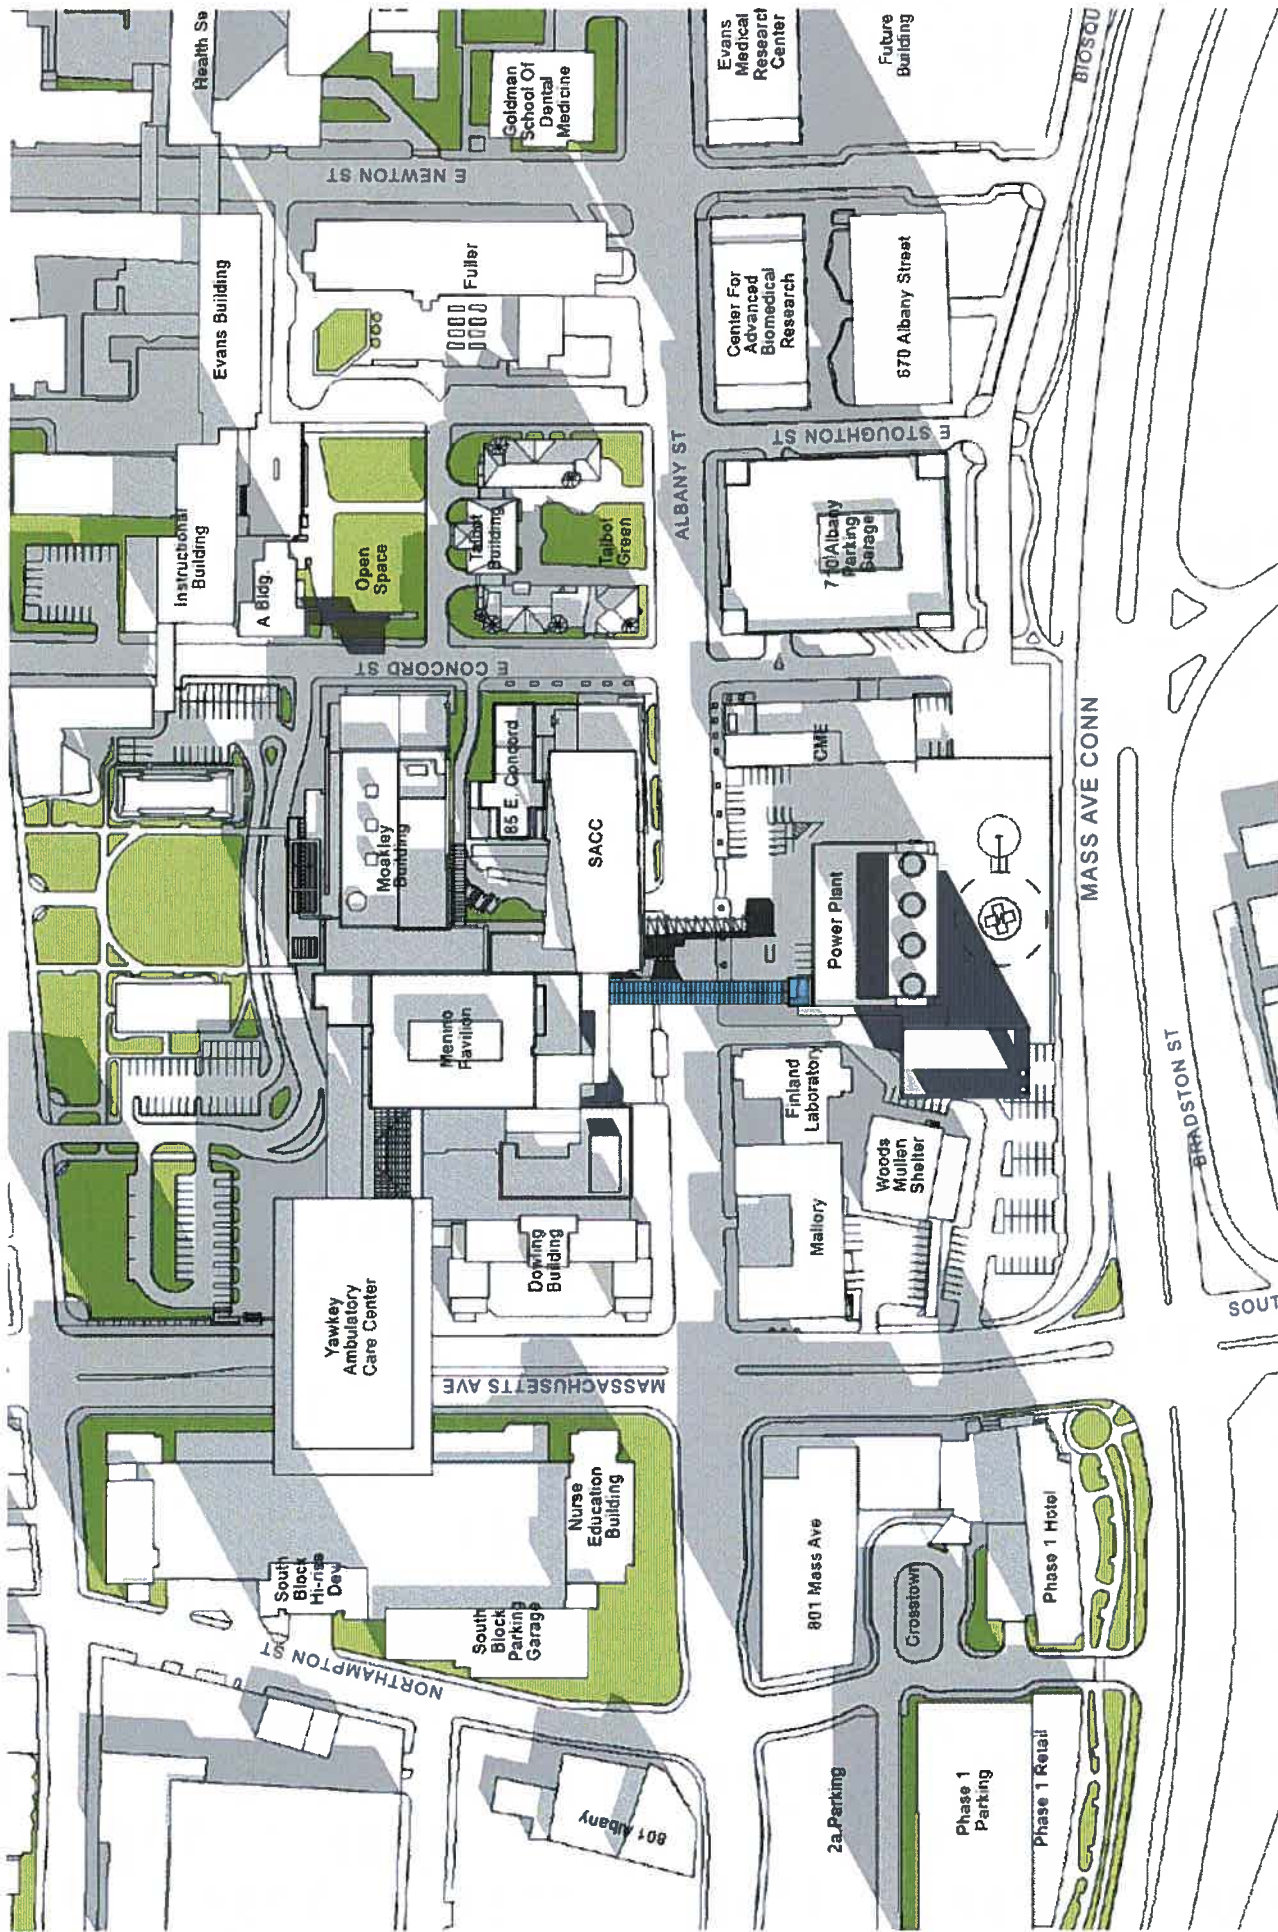 Health Se
Goldman
School Of
Dental
Medicine
Evans
Medical
Research
Center
Future
Building
BIOSQU
E NEWTON ST
Evans Building
Fuller
Center For
Advanced
Biomedical
Research
670 Albany Street
E STOUGHTON ST
ALBANY ST
Instructional
Building
A Bldg.
Open
Space
Talbot
Building
Talbot
Green
710 Albany
Parking
Garage
E CONCORD ST
Moakley
Building
85 E. Concord
SACC
CME
Power Plant
MASS AVE CONN
Menino
Pavilion
Finland
Laboratory
Woods
Mullen
Shelter
Mallory
BRADSTON ST
SOUT
Yawkey
Ambulatory
Care Center
Dowling
Building
MASSACHUSETTS AVE
Nurse
Education
Building
South
Block
Hi-rise
Dev
South
Block
Parking
Garage
NORTHAMPTON ST
801 Mass Ave
Crosstown
Phase 1 Hotel
801 Albany
2a Parking
Phase 1
Parking
Phase 1 Retail